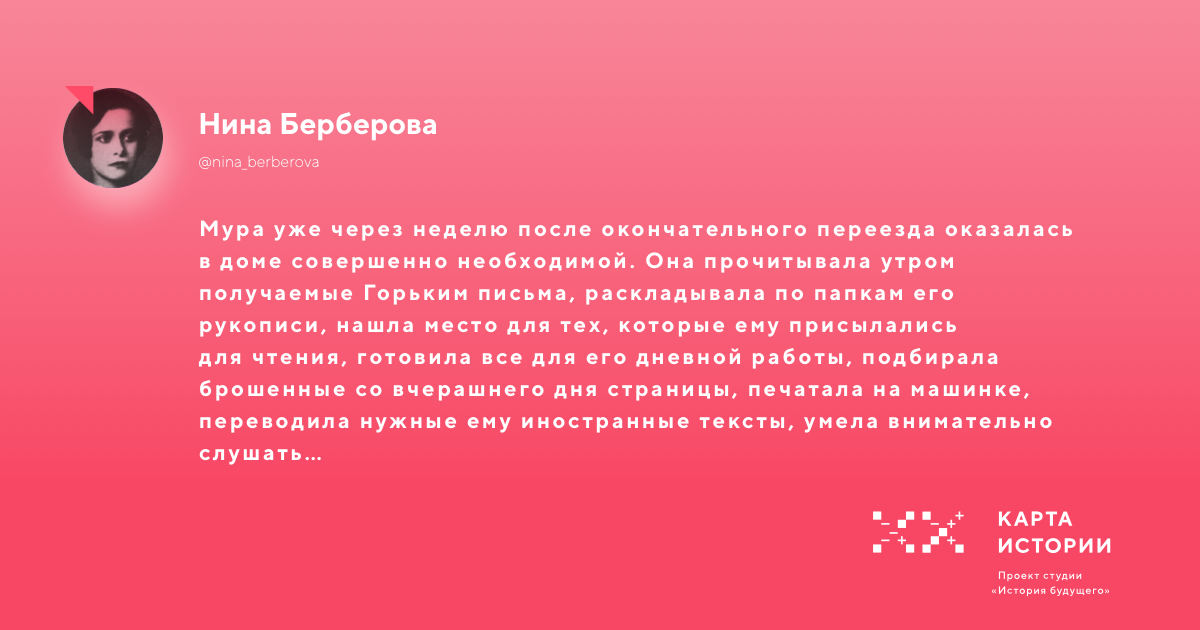 Нина Берберова
@nina_berberova
Мура уже через неделю после окончательного переезда оказалась
в доме совершенно необходимой. Она прочитывала утром
получаемые Горьким письма, раскладывала по папкам его
рукописи, нашла место для тех, которые ему присылались
для чтения, готовила все для его дневной работы, подбирала
брошенные со вчерашнего дня страницы, печатала на машинке,
переводила нужные ему иностранные тексты, умела внимательно
слушать…
КАРТА
ИСТОРИИ
Проект студии
«История будущего»